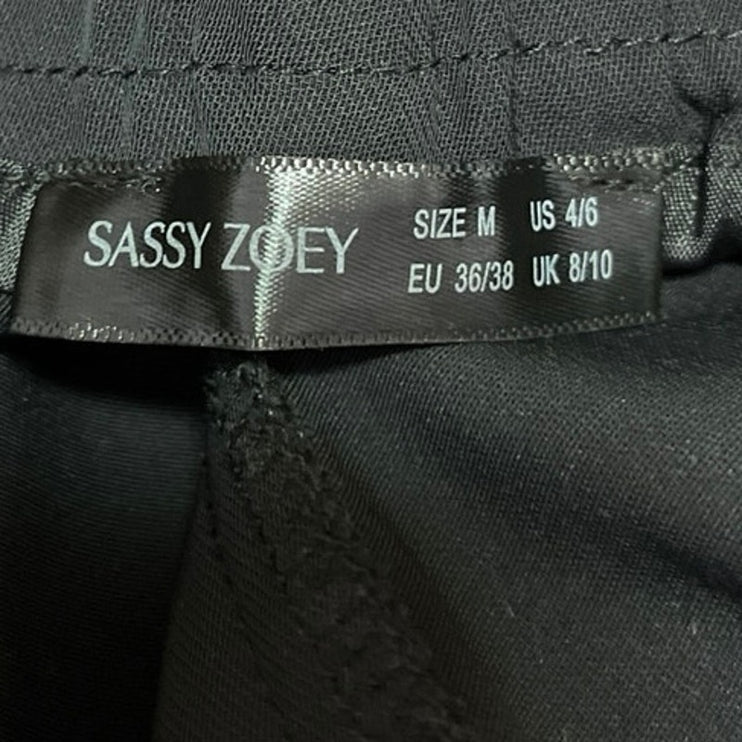 SASSY ZOEY
SIZE M US 4/6
EU 36/38 UK 8/10